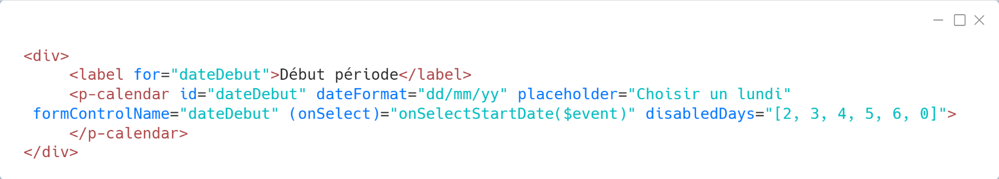 <div>
<label for="dateDebut">Début période</label>
<p-calendar id="dateDebut" dateFormat="dd/mm/yy" placeholder="Choisir un lundi"
formControlName="dateDebut" (onSelect)="onSelectStartDate($event)" disabledDays="[2, 3, 4, 5, 6, 0]">
</p-calendar>
</div>